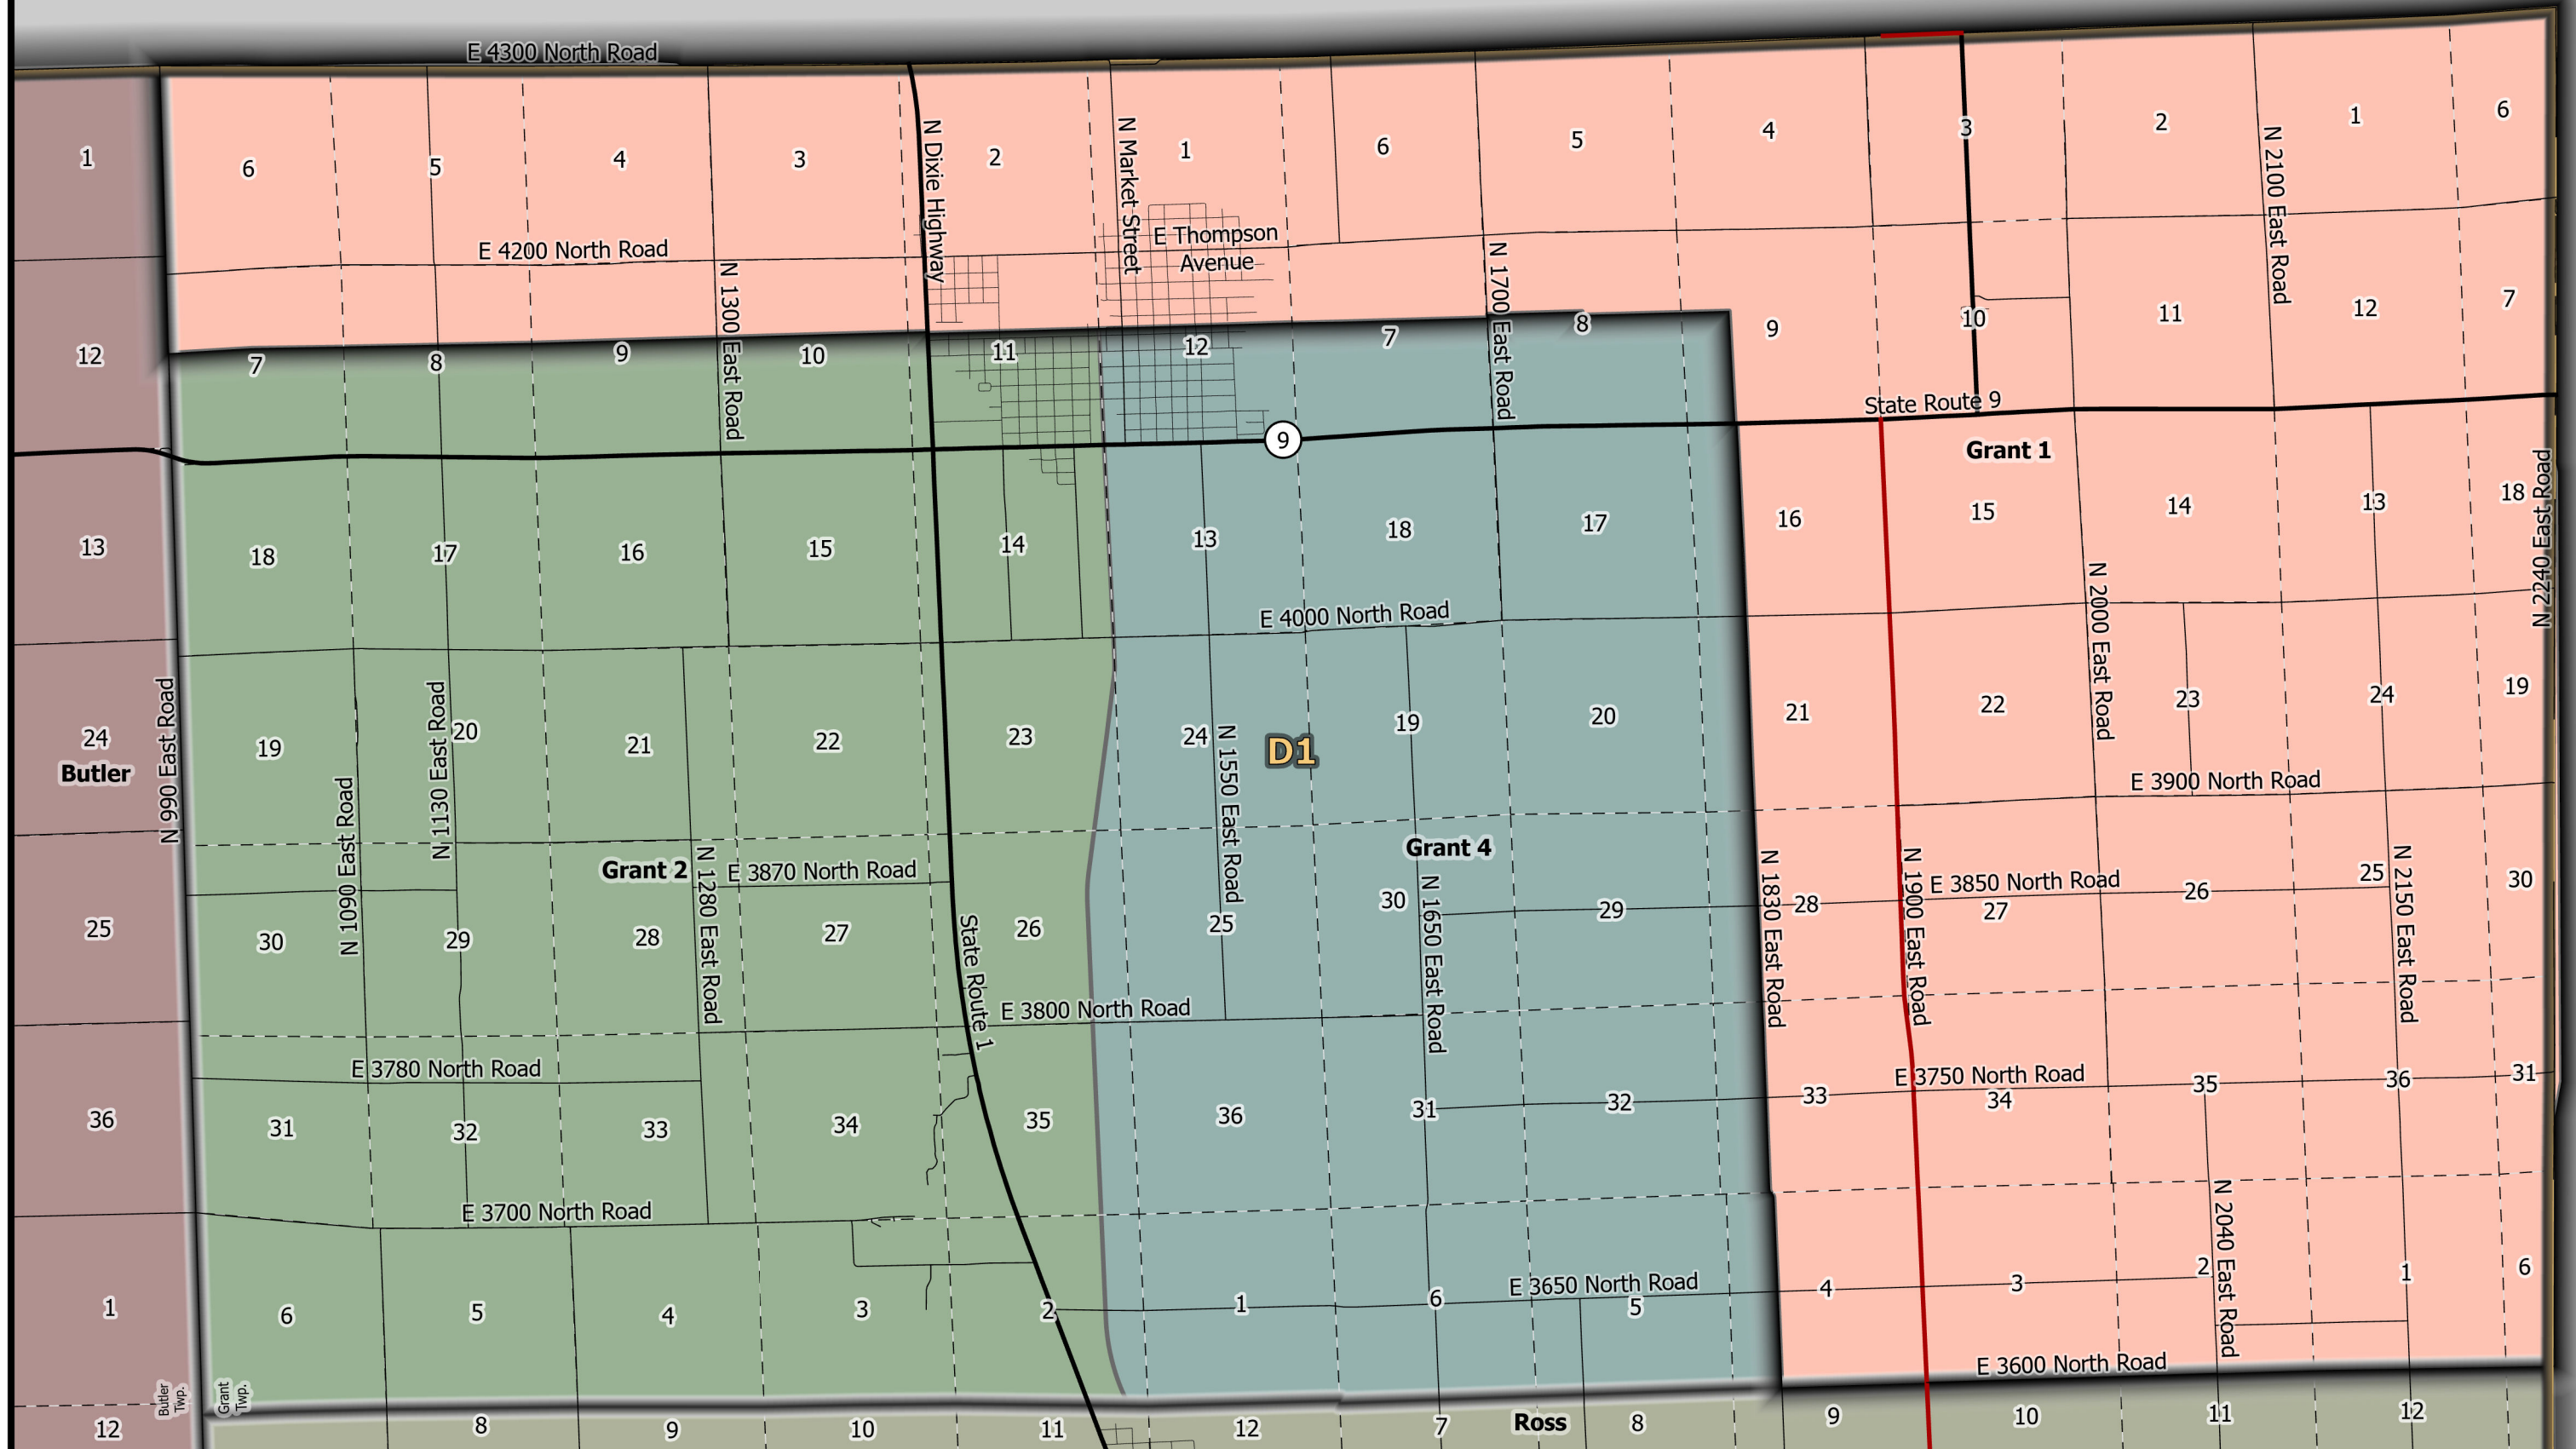 E 4300 North Road
1
6
5
4
3
2
1
6
5
4
3
2
1
6
N Dixie Highway
N Market Street
N 2100 East Road
E 4200 North Road
E Thompson
Avenue
N 1300 East Road
N 1700 East Road
12
7
8
9
10
11
12
7
8
9
10
11
12
7
State Route 9
9
Grant 1
13
18
17
16
15
14
13
18
17
16
15
14
13
18
N 2240 East Road
E 4000 North Road
N 2000 East Road
24
Butler
N 990 East Road
19
N 1130 East Road
20
21
22
23
24
N 1550 East Road
D1
19
20
21
22
23
24
19
E 3900 North Road
N 1090 East Road
Grant 2
N 1280 East Road
E 3870 North Road
Grant 4
N 1830 East Road
N 1900 East Road
E 3850 North Road
N 2150 East Road
25
30
29
28
27
State Route 1
26
25
30
N 1650 East Road
29
28
27
26
25
30
E 3800 North Road
E 3780 North Road
E 3750 North Road
36
31
32
33
34
35
36
31
32
33
34
35
36
31
E 3700 North Road
N 2040 East Road
E 3650 North Road
1
6
5
4
3
2
1
6
5
4
3
2
1
6
E 3600 North Road
Butler
Twp.
Grant
Twp.
12
8
9
10
11
12
7
Ross
8
9
10
11
12